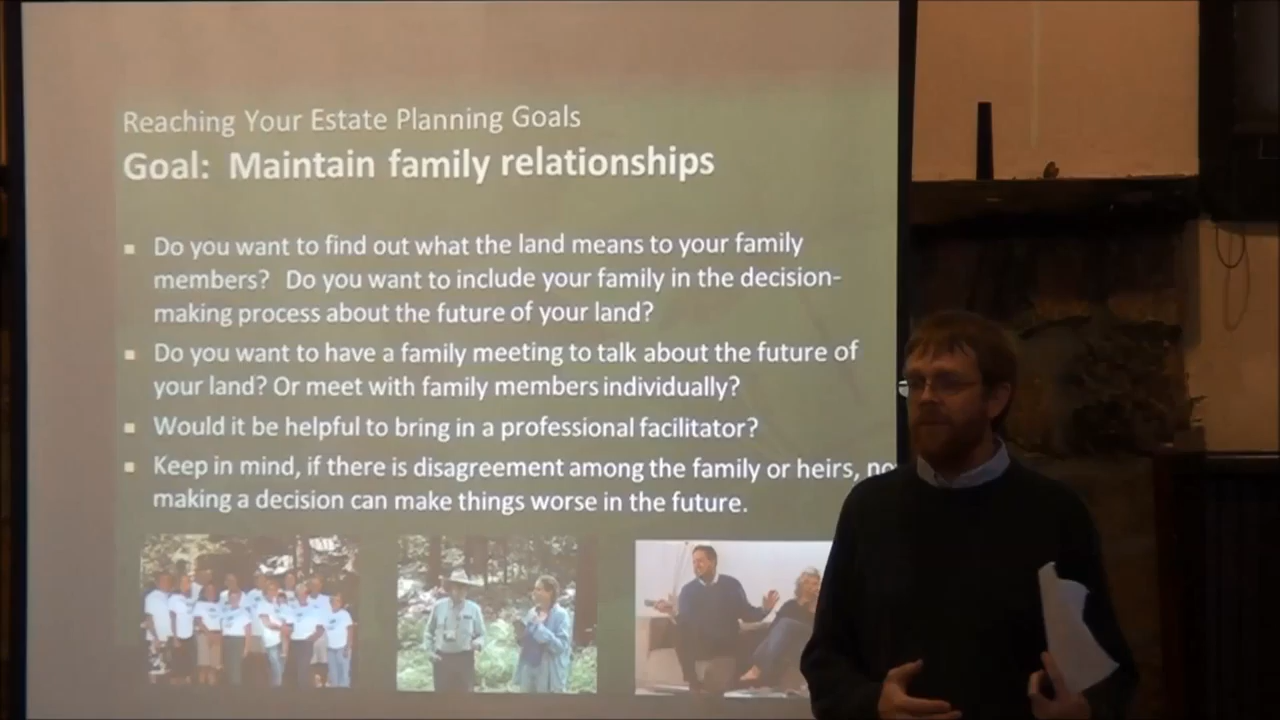 Reaching Your Estate Planning Goals
Goal: Maintain family relationships
Do you want to find out what the land means to your family
members? Do you want to include your family in the decision-
making process about the future of your land?
Do you want to have a family meeting to talk about the future of
your land? Or meet with family members individually?
Would it be helpful to bring in a professional facilitator?
Keep in mind, if there is disagreement among the family or heirs,
making a decision can make things worse in the future.